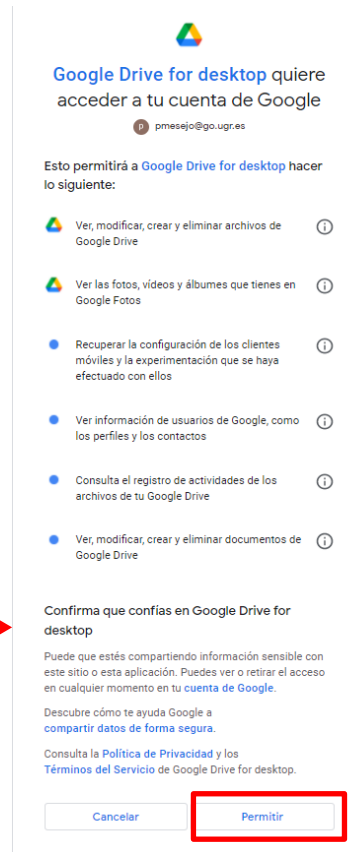 Google Drive for desktop quiere
acceder a tu cuenta de Google
P pmesejo@go.ugr.es
Esto permitirá a Google Drive for desktop hacer
lo siguiente:
Ver, modificar, crear y eliminar archivos de
Google Drive
Ver las fotos, vídeos y álbumes que tienes en
Google Fotos
Recuperar la configuración de los clientes
móviles y la experimentación que se haya
efectuado con ellos
Ver información de usuarios de Google, como
los perfiles y los contactos
Consulta el registro de actividades de los
archivos de tu Google Drive
Ver, modificar, crear y eliminar documentos de
Google Drive
Confirma que confías en Google Drive for
desktop
Puede que estés compartiendo información sensible con
este sitio o esta aplicación. Puedes ver o retirar el acceso
en cualquier momento en tu cuenta de Google.
Descubre cómo te ayuda Google a
compartir datos de forma segura.
Consulta la Política de Privacidad y los
Términos del Servicio de Google Drive for desktop.
Cancelar Permitir